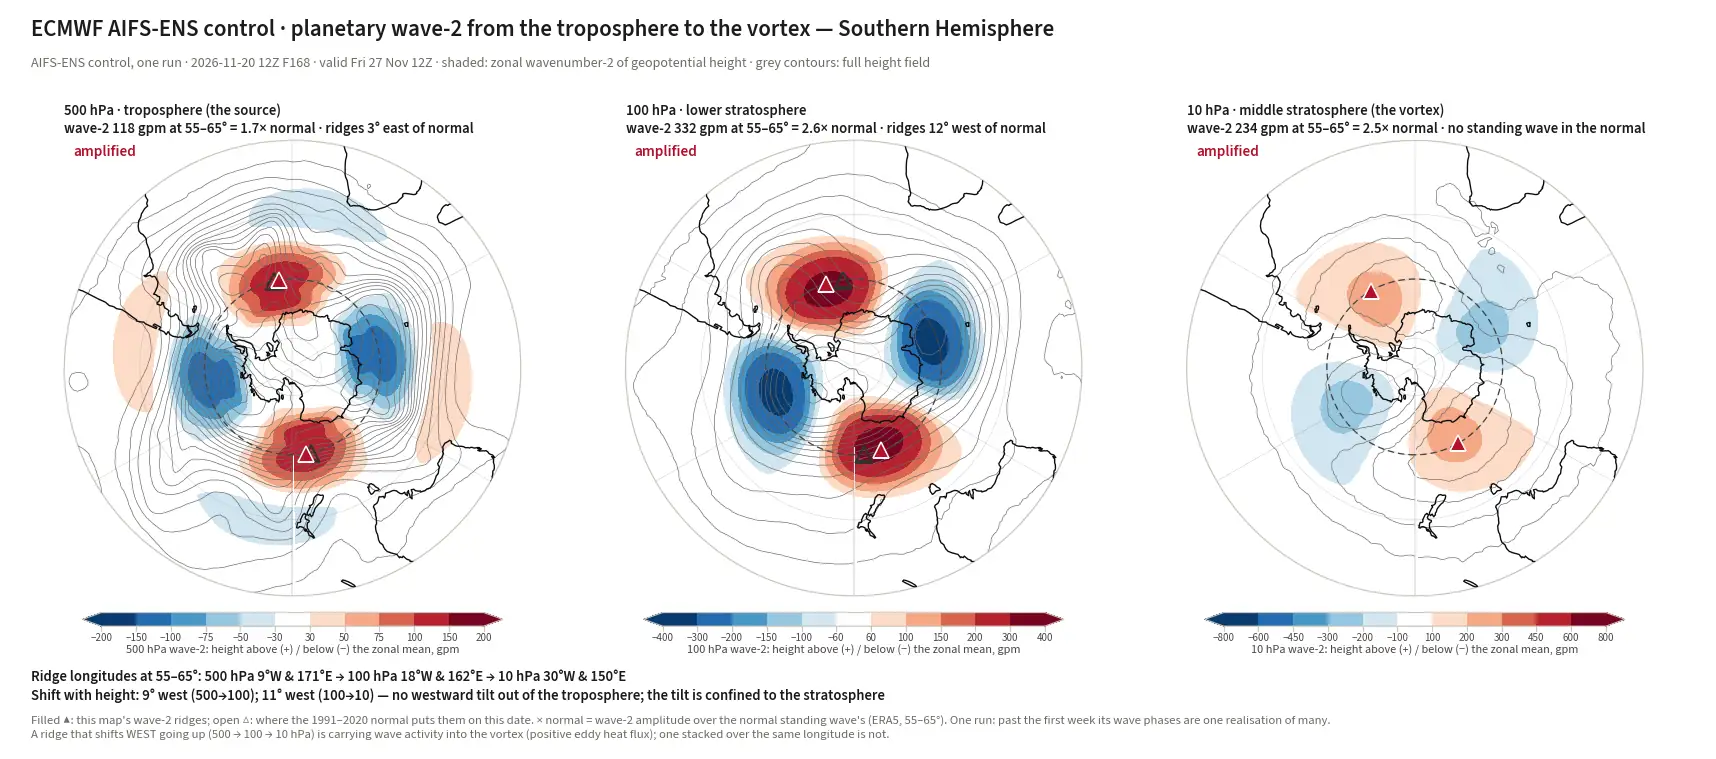 ECMWF AIFS-ENS control · planetary wave-2 from the troposphere to the vortex — Southern Hemisphere
AIFS-ENS control, one run · 2026-11-20 12Z F168 · valid Fri 27 Nov 12Z · shaded: zonal wavenumber-2 of geopotential height · grey contours: full height field
500 hPa · troposphere (the source)
wave-2 118 gpm at 55–65° = 1.7× normal · ridges 3° east of normal
amplified
100 hPa · lower stratosphere
wave-2 332 gpm at 55–65° = 2.6× normal · ridges 12° west of normal
amplified
10 hPa · middle stratosphere (the vortex)
wave-2 234 gpm at 55–65° = 2.5× normal · no standing wave in the normal
amplified
−200 −150 −100 −75 −50 −30 30 50 75 100 150 200
500 hPa wave-2: height above (+) / below (−) the zonal mean, gpm
−400 −300 −200 −150 −100 −60 60 100 150 200 300 400
100 hPa wave-2: height above (+) / below (−) the zonal mean, gpm
−800 −600 −450 −300 −200 −100 100 200 300 450 600 800
10 hPa wave-2: height above (+) / below (−) the zonal mean, gpm
Ridge longitudes at 55–65°: 500 hPa 9°W & 171°E → 100 hPa 18°W & 162°E → 10 hPa 30°W & 150°E
Shift with height: 9° west (500→100); 11° west (100→10) — no westward tilt out of the troposphere; the tilt is confined to the stratosphere
Filled ▲: this map's wave-2 ridges; open △: where the 1991–2020 normal puts them on this date. × normal = wave-2 amplitude over the normal standing wave's (ERA5, 55–65°). One run: past the first week its wave phases are one realisation of many.
A ridge that shifts WEST going up (500 → 100 → 10 hPa) is carrying wave activity into the vortex (positive eddy heat flux); one stacked over the same longitude is not.